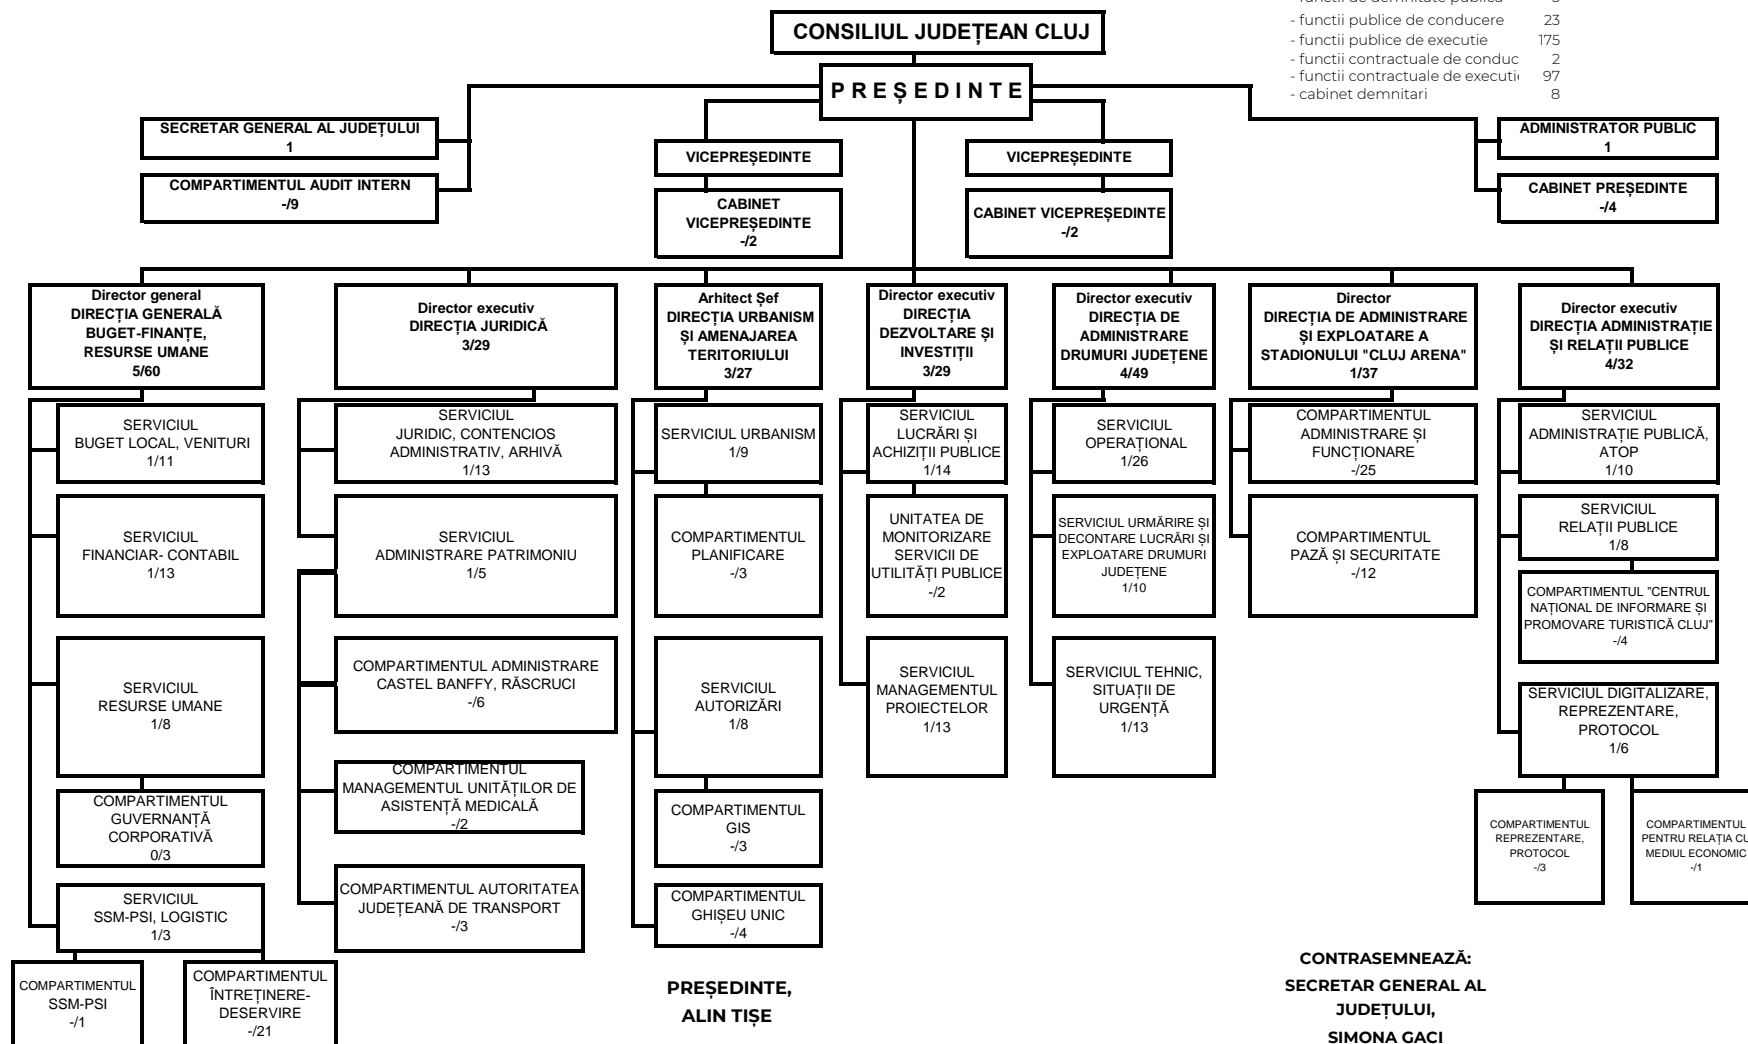 - functii de demnitate publica 3
- functii publice de conducere 23
- functii publice de executie 175
- functii contractuale de conduc 2
- functii contractuale de executi 97
- cabinet demnitari 8
CONSILIUL JUDEȚEAN CLUJ
P R E Ș E D I N T E
SECRETAR GENERAL AL JUDEȚULUI
1
COMPARTIMENTUL AUDIT INTERN
-/9
VICEPREȘEDINTE
CABINET
VICEPREȘEDINTE
-/2
VICEPREȘEDINTE
CABINET VICEPREȘEDINTE
-/2
ADMINISTRATOR PUBLIC
1
CABINET PREȘEDINTE
-/4
Director general
DIRECȚIA GENERALĂ
BUGET-FINANȚE,
RESURSE UMANE
5/60
SERVICIUL
BUGET LOCAL, VENITURI
1/11
SERVICIUL
FINANCIAR- CONTABIL
1/13
SERVICIUL
RESURSE UMANE
1/8
COMPARTIMENTUL
GUVERNANȚĂ
CORPORATIVĂ
0/3
SERVICIUL
SSM-PSI, LOGISTIC
1/3
COMPARTIMENTUL
SSM-PSI
-/1
COMPARTIMENTUL
ÎNTREȚINERE-
DESERVIRE
-/21
Director executiv
DIRECȚIA JURIDICĂ
3/29
SERVICIUL
JURIDIC, CONTENCIOS
ADMINISTRATIV, ARHIVĂ
1/13
SERVICIUL
ADMINISTRARE PATRIMONIU
1/5
COMPARTIMENTUL ADMINISTRARE
CASTEL BANFFY, RĂSCRUCI
-/6
COMPARTIMENTUL
MANAGEMENTUL UNITĂȚILOR DE
ASISTENȚĂ MEDICALĂ
-/2
COMPARTIMENTUL AUTORITATEA
JUDEȚEANĂ DE TRANSPORT
-/3
Arhitect Șef
DIRECȚIA URBANISM
ȘI AMENAJAREA
TERITORIULUI
3/27
SERVICIUL URBANISM
1/9
COMPARTIMENTUL
PLANIFICARE
-/3
SERVICIUL
AUTORIZĂRI
1/8
COMPARTIMENTUL
GIS
-/3
COMPARTIMENTUL
GHIȘEU UNIC
-/4
Director executiv
DIRECȚIA
DEZVOLTARE ȘI
INVESTIȚII
3/29
SERVICIUL
LUCRĂRI ȘI
ACHIZIȚII PUBLICE
1/14
UNITATEA DE
MONITORIZARE
SERVICII DE
UTILITĂȚI PUBLICE
-/2
SERVICIUL
MANAGEMENTUL
PROIECTELOR
1/13
Director executiv
DIRECȚIA DE
ADMINISTRARE
DRUMURI JUDEȚENE
4/49
SERVICIUL
OPERAȚIONAL
1/26
SERVICIUL URMĂRIRE ȘI
DECONTARE LUCRĂRI ȘI
EXPLOATARE DRUMURI
JUDEȚENE
1/10
SERVICIUL TEHNIC,
SITUAȚII DE
URGENȚĂ
1/13
Director
DIRECȚIA DE ADMINISTRARE
ȘI EXPLOATARE A
STADIONULUI "CLUJ ARENA"
1/37
COMPARTIMENTUL
ADMINISTRARE ȘI
FUNCȚIONARE
-/25
COMPARTIMENTUL
PAZĂ ȘI SECURITATE
-/12
Director executiv
DIRECȚIA ADMINISTRAȚIE
ȘI RELAȚII PUBLICE
4/32
SERVICIUL
ADMINISTRAȚIE PUBLICĂ,
ATOP
1/10
SERVICIUL
RELAȚII PUBLICE
1/8
COMPARTIMENTUL "CENTRUL
NAȚIONAL DE INFORMARE ȘI
PROMOVARE TURISTICĂ CLUJ"
-/4
SERVICIUL DIGITALIZARE,
REPREZENTARE,
PROTOCOL
1/6
COMPARTIMENTUL
REPREZENTARE,
PROTOCOL
-/3
COMPARTIMENTUL
PENTRU RELAȚIA CU
MEDIUL ECONOMIC
-/1
PREȘEDINTE,
ALIN TIȘE
CONTRASEMNEAZĂ:
SECRETAR GENERAL AL
JUDEȚULUI,
SIMONA GACI